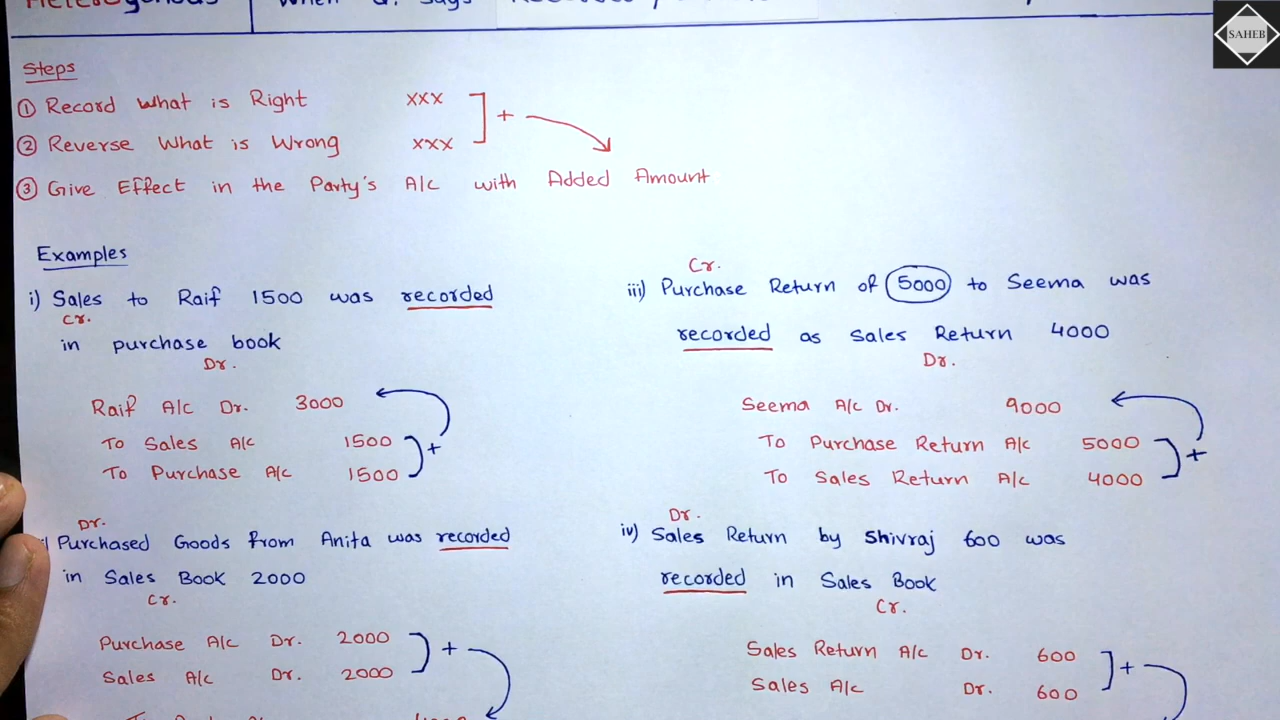 When Q. Says
SAHEB
Steps
① Record What is Right xxx
+
② Reverse What is Wrong xxx
③ Give Effect in the Party's A/c with Added Amount
Examples
i) Sales to Raif 1500 was recorded
Cr.
in purchase book
Dr.
Raif A/c Dr. 3000
To Sales A/c 1500
+
To Purchase A/c 1500
Dr.
Purchased Goods from Anita was recorded
in Sales Book 2000
Cr.
Purchase A/c Dr. 2000
+
Sales A/c Dr. 2000
Cr.
iii) Purchase Return of 5000 to Seema was
recorded as Sales Return 4000
Dr.
Seema A/c Dr. 9000
To Purchase Return A/c 5000
+
To Sales Return A/c 4000
Dr.
iv) Sales Return by Shivraj 600 was
recorded in Sales Book
Cr.
Sales Return A/c Dr. 600
+
Sales A/c Dr. 600